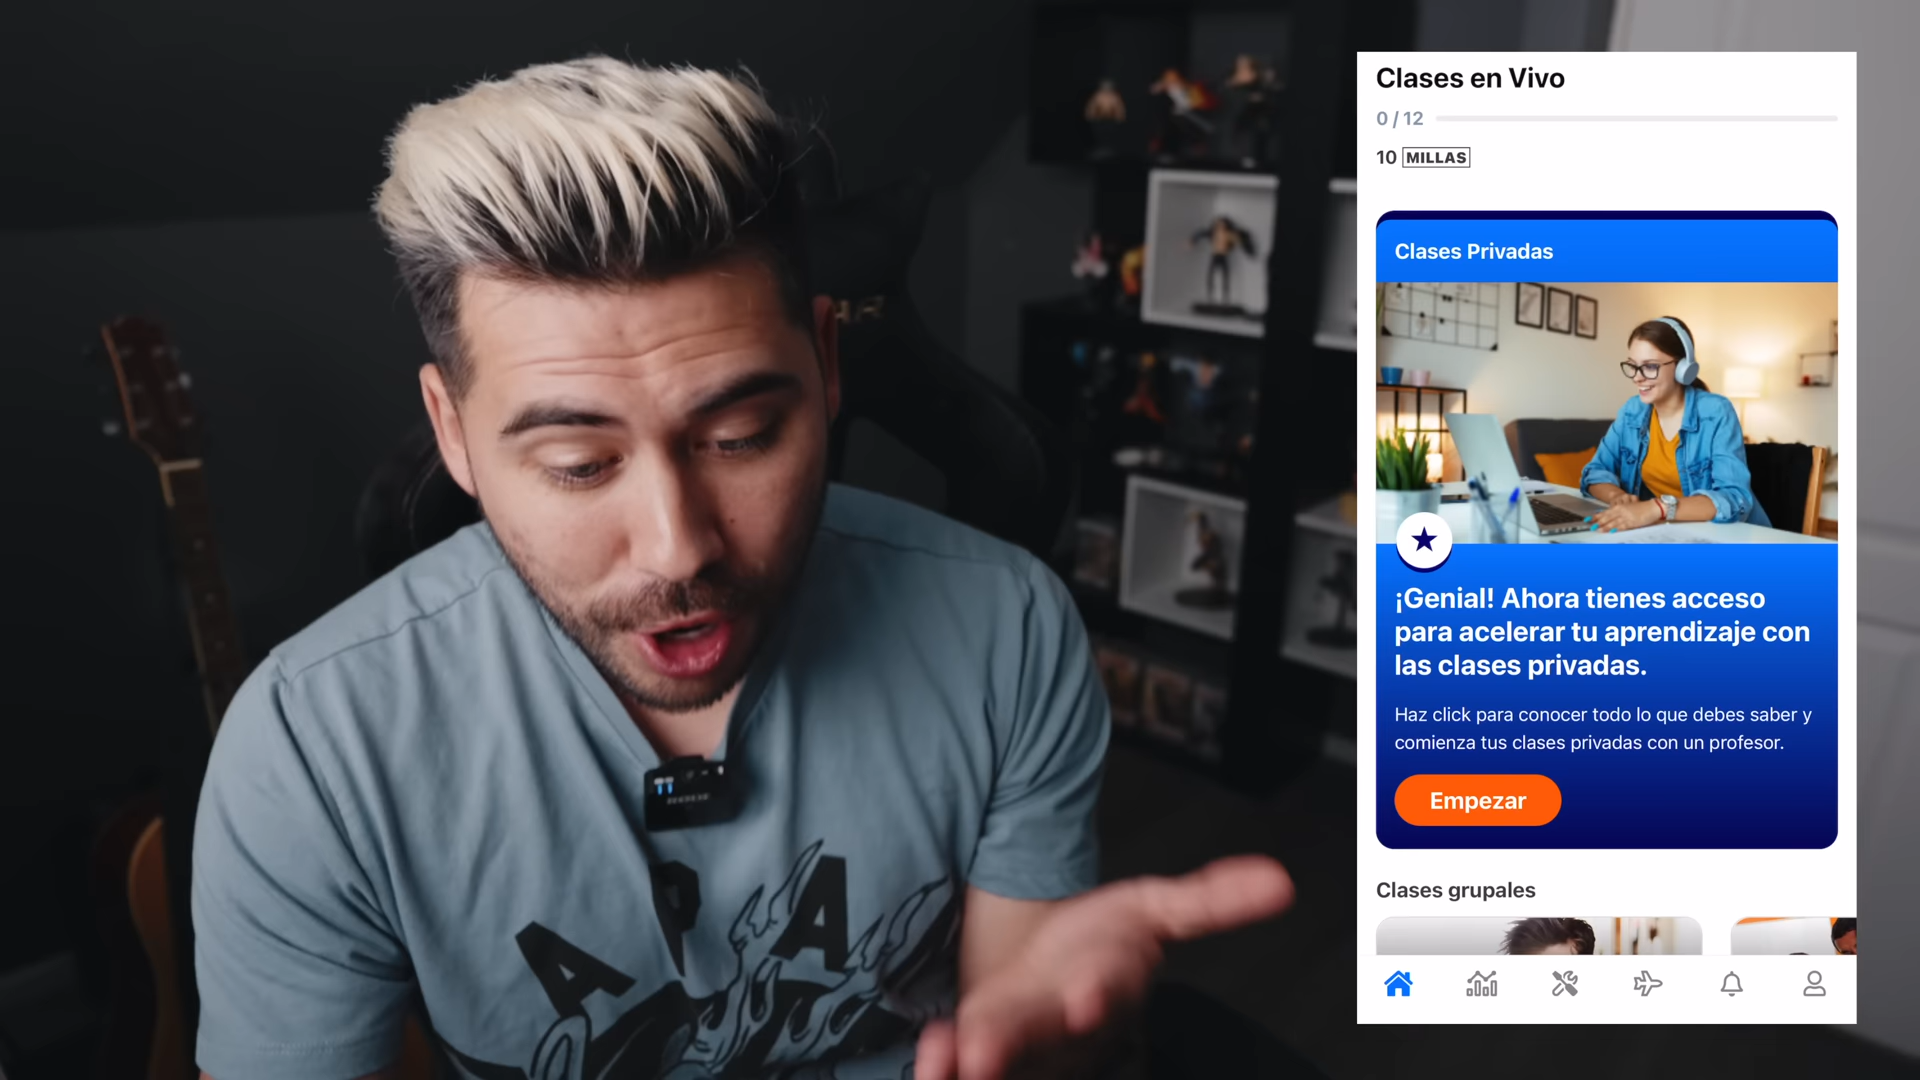 Clases en Vivo
0 / 12
10 MILLAS
Clases Privadas
¡Genial! Ahora tienes acceso
para acelerar tu aprendizaje con
las clases privadas.
Haz click para conocer todo lo que debes saber y
comienza tus clases privadas con un profesor.
Empezar
Clases grupales